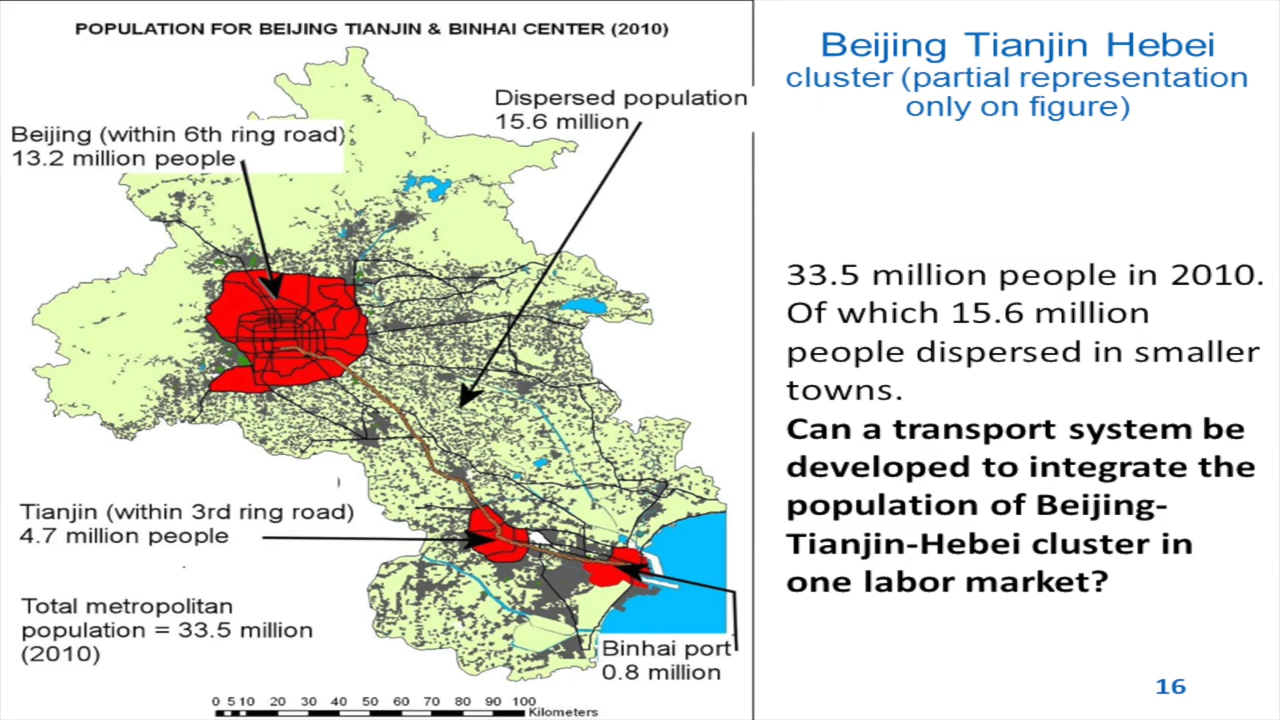 POPULATION FOR BEIJING TIANJIN & BINHAI CENTER (2010)
Dispersed population
15.6 million
Beijing (within 6th ring road)
13.2 million people
Tianjin (within 3rd ring road)
4.7 million people
Total metropolitan
population = 33.5 million
(2010)
Binhai port
0.8 million
0 5 10 20 30 40 50 60 70 80 90 100
Kilometers
Beijing Tianjin Hebei
cluster (partial representation
only on figure)
33.5 million people in 2010.
Of which 15.6 million
people dispersed in smaller
towns.
Can a transport system be
developed to integrate the
population of Beijing-
Tianjin-Hebei cluster in
one labor market?
16